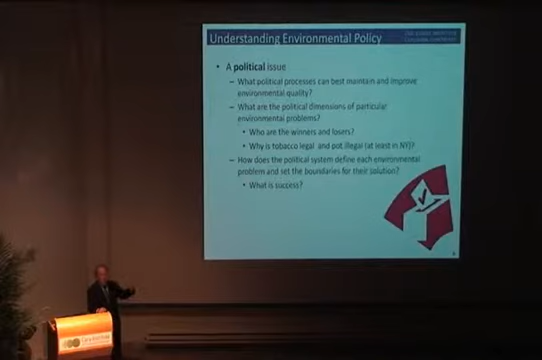 Understanding Environmental Policy
• A political issue
– What political processes can best maintain and improve
environmental quality?
– What are the political dimensions of particular
environmental problems?
• Who are the winners and losers?
• Why is tobacco legal and pot illegal (at least in NY)?
– How does the political system define each environmental
problem and set the boundaries for their solution?
• What is success?